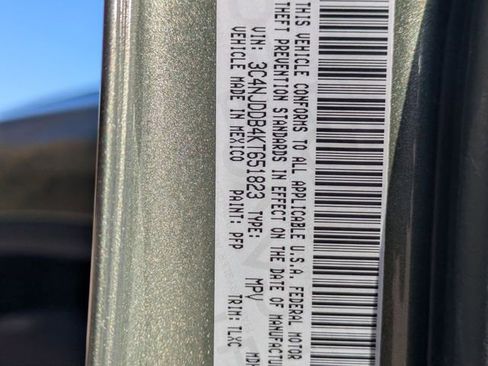 THIS VEHICLE CONFORMS TO ALL APPLICABLE U.S.A. FEDERAL MOTOR
THEFT PREVENTION STANDARDS IN EFFECT ON THE DATE OF MANUFACTUR
VIN: 3C4NJDDB4KT651823 TYPE: MPV
VEHICLE MADE IN MEXICO PAINT: PFP TRIM: TLXC